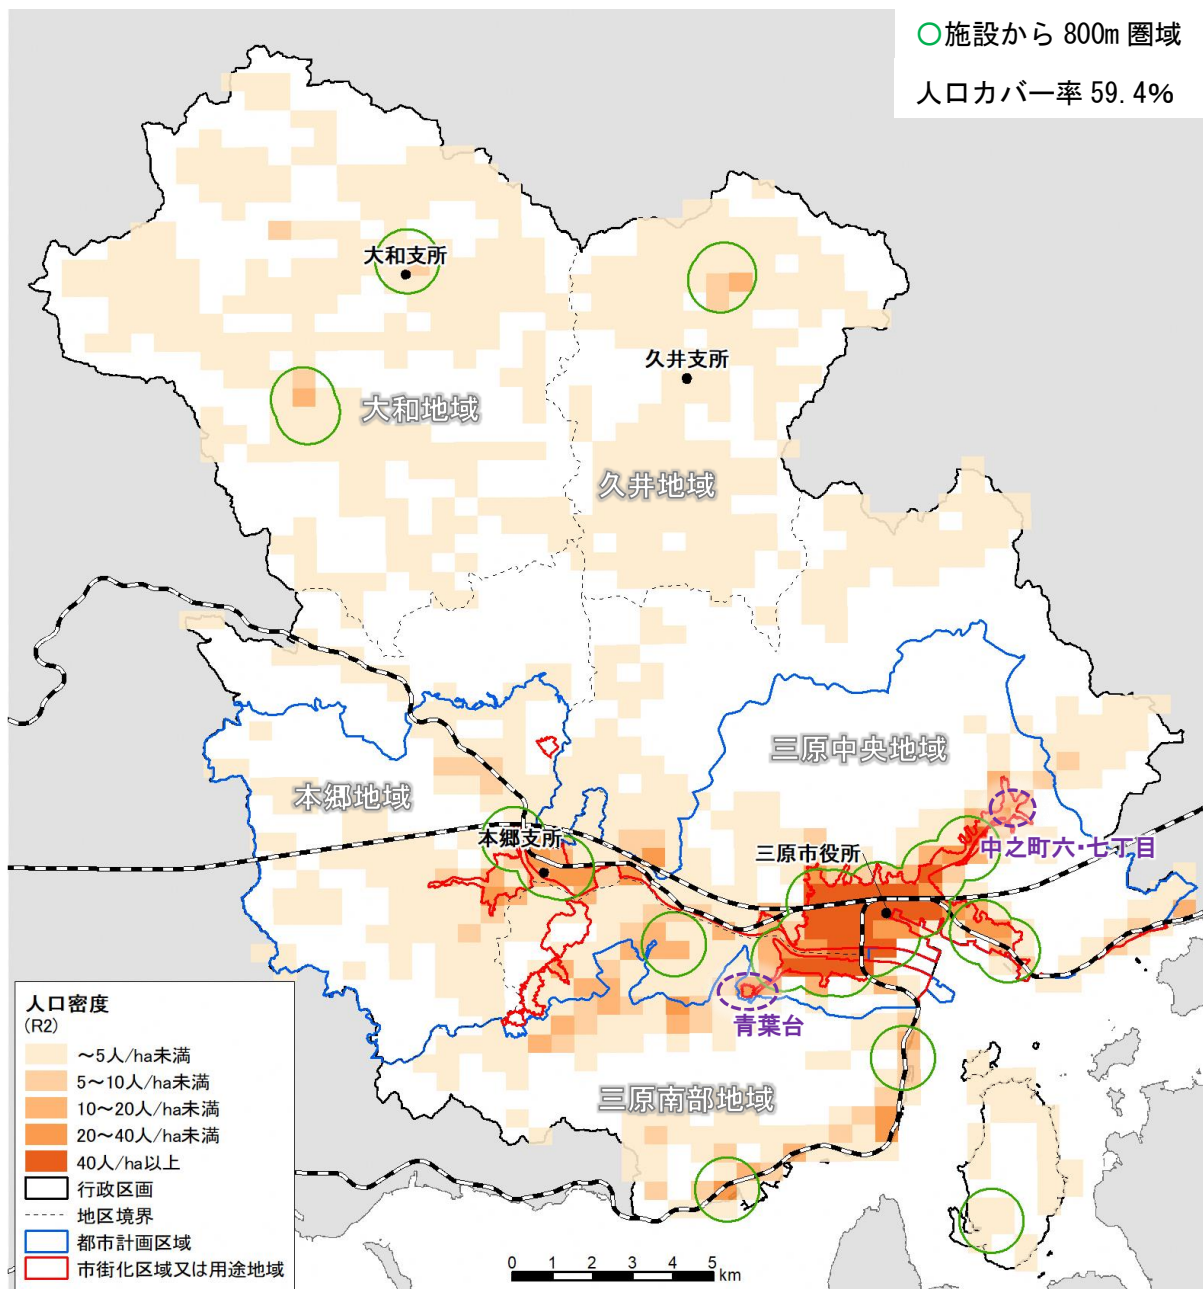 ○施設から 800m 圏域
人口カバー率 59.4%
大和支所
久井支所
大和地域
久井地域
三原中央地域
本郷地域
本郷支所
三原市役所
中之町六・七丁目
青葉台
三原南部地域
人口密度
(R2)
～5人/ha未満
5～10人/ha未満
10～20人/ha未満
20～40人/ha未満
40人/ha以上
行政区画
地区境界
都市計画区域
市街化区域又は用途地域
0 1 2 3 4 5
km